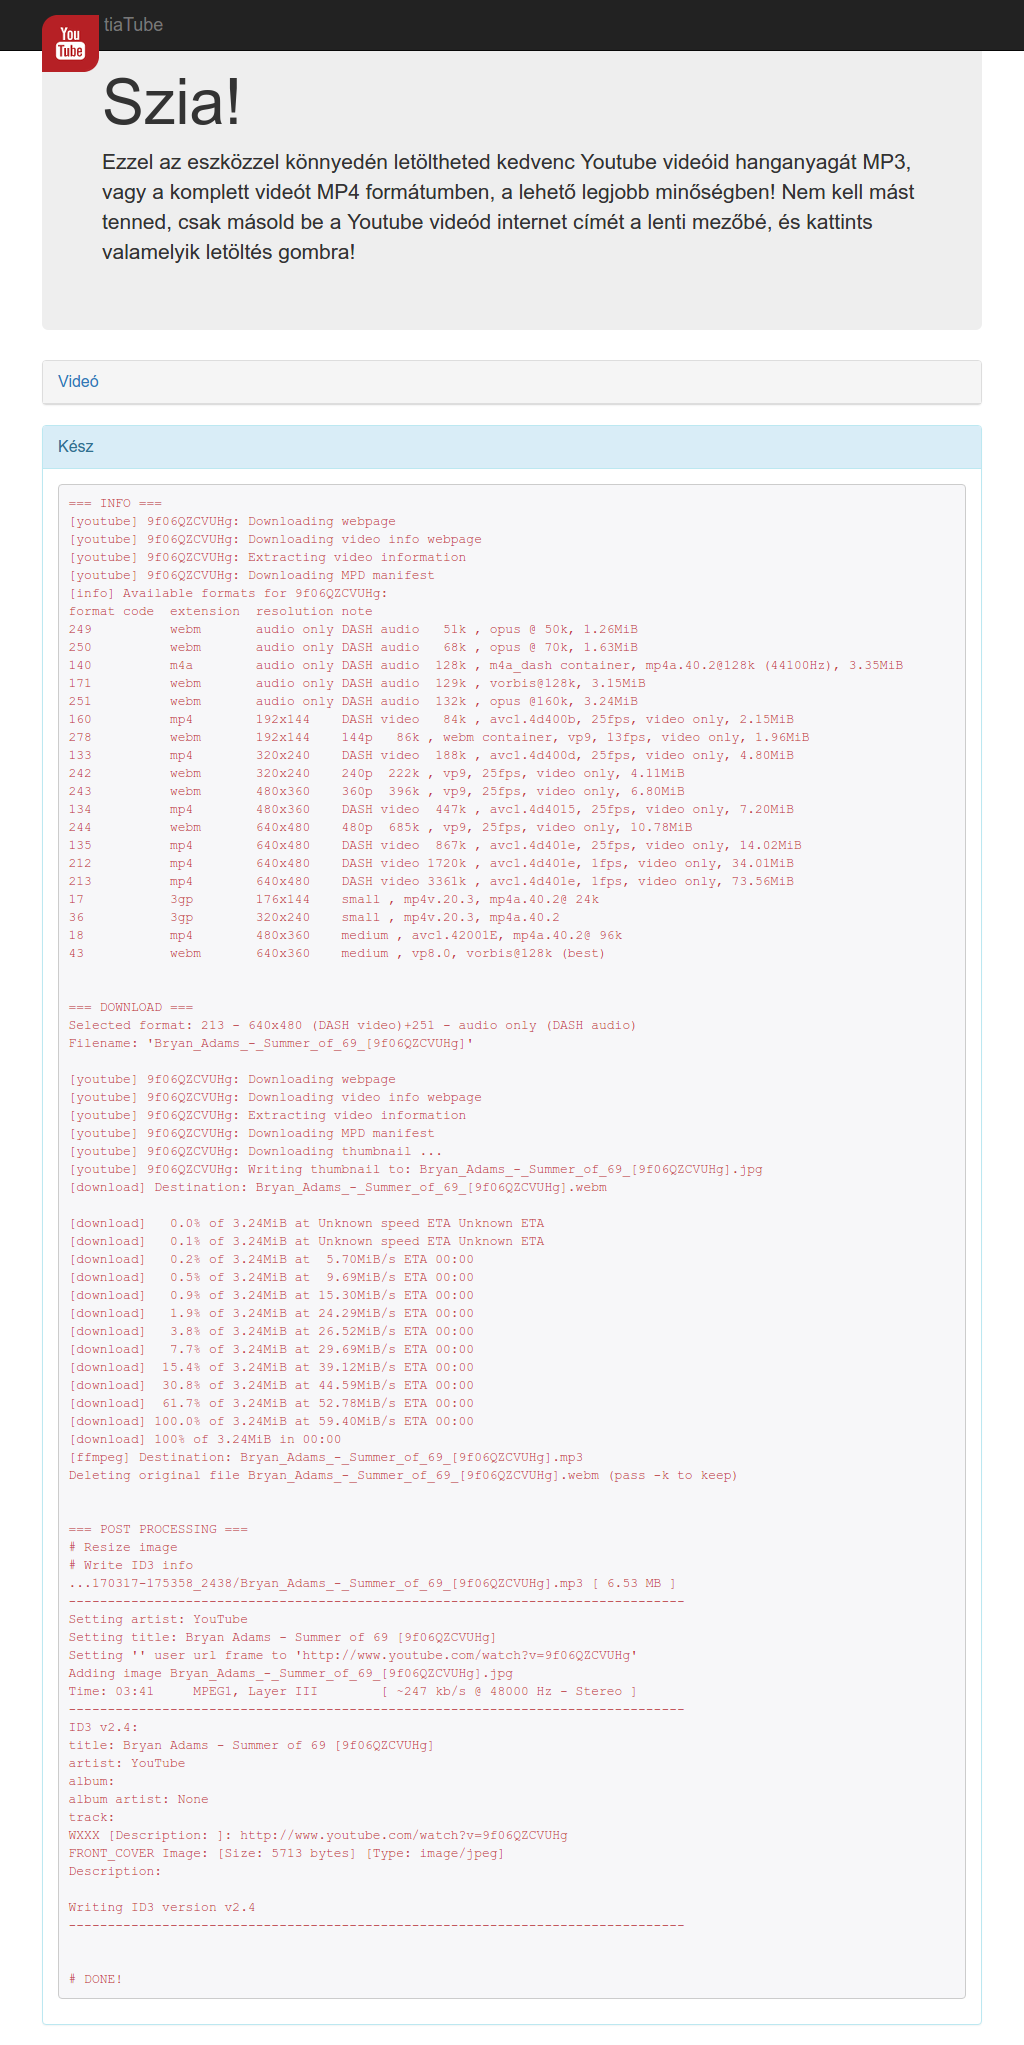 You
Tube
tiaTube
Szia!
Ezzel az eszközzel könnyedén letöltheted kedvenc Youtube videóid hanganyagát MP3,
vagy a komplett videót MP4 formátumben, a lehető legjobb minőségben! Nem kell mást
tenned, csak másold be a Youtube videód internet címét a lenti mezőbé, és kattints
valamelyik letöltés gombra!
Videó
Kész
=== INFO ===
[youtube] 9f06QZCVUHg: Downloading webpage
[youtube] 9f06QZCVUHg: Downloading video info webpage
[youtube] 9f06QZCVUHg: Extracting video information
[youtube] 9f06QZCVUHg: Downloading MPD manifest
[info] Available formats for 9f06QZCVUHg:
format code  extension  resolution note
249          webm       audio only DASH audio   51k , opus @ 50k, 1.26MiB
250          webm       audio only DASH audio   68k , opus @ 70k, 1.63MiB
140          m4a        audio only DASH audio  128k , m4a_dash container, mp4a.40.2@128k (44100Hz), 3.35MiB
171          webm       audio only DASH audio  129k , vorbis@128k, 3.15MiB
251          webm       audio only DASH audio  132k , opus @160k, 3.24MiB
160          mp4        192x144    DASH video   84k , avc1.4d400b, 25fps, video only, 2.15MiB
278          webm       192x144    144p   86k , webm container, vp9, 13fps, video only, 1.96MiB
133          mp4        320x240    DASH video  188k , avc1.4d400d, 25fps, video only, 4.80MiB
242          webm       320x240    240p  222k , vp9, 25fps, video only, 4.11MiB
243          webm       480x360    360p  396k , vp9, 25fps, video only, 6.80MiB
134          mp4        480x360    DASH video  447k , avc1.4d4015, 25fps, video only, 7.20MiB
244          webm       640x480    480p  685k , vp9, 25fps, video only, 10.78MiB
135          mp4        640x480    DASH video  867k , avc1.4d401e, 25fps, video only, 14.02MiB
212          mp4        640x480    DASH video 1720k , avc1.4d401e, 1fps, video only, 34.01MiB
213          mp4        640x480    DASH video 3361k , avc1.4d401e, 1fps, video only, 73.56MiB
17           3gp        176x144    small , mp4v.20.3, mp4a.40.2@ 24k
36           3gp        320x240    small , mp4v.20.3, mp4a.40.2
18           mp4        480x360    medium , avc1.42001E, mp4a.40.2@ 96k
43           webm       640x360    medium , vp8.0, vorbis@128k (best)
=== DOWNLOAD ===
Selected format: 213 - 640x480 (DASH video)+251 - audio only (DASH audio)
Filename: 'Bryan_Adams_-_Summer_of_69_[9f06QZCVUHg]'
[youtube] 9f06QZCVUHg: Downloading webpage
[youtube] 9f06QZCVUHg: Downloading video info webpage
[youtube] 9f06QZCVUHg: Extracting video information
[youtube] 9f06QZCVUHg: Downloading MPD manifest
[youtube] 9f06QZCVUHg: Downloading thumbnail ...
[youtube] 9f06QZCVUHg: Writing thumbnail to: Bryan_Adams_-_Summer_of_69_[9f06QZCVUHg].jpg
[download] Destination: Bryan_Adams_-_Summer_of_69_[9f06QZCVUHg].webm
[download]   0.0% of 3.24MiB at Unknown speed ETA Unknown ETA
[download]   0.1% of 3.24MiB at Unknown speed ETA Unknown ETA
[download]   0.2% of 3.24MiB at  5.70MiB/s ETA 00:00
[download]   0.5% of 3.24MiB at  9.69MiB/s ETA 00:00
[download]   0.9% of 3.24MiB at 15.30MiB/s ETA 00:00
[download]   1.9% of 3.24MiB at 24.29MiB/s ETA 00:00
[download]   3.8% of 3.24MiB at 26.52MiB/s ETA 00:00
[download]   7.7% of 3.24MiB at 29.69MiB/s ETA 00:00
[download]  15.4% of 3.24MiB at 39.12MiB/s ETA 00:00
[download]  30.8% of 3.24MiB at 44.59MiB/s ETA 00:00
[download]  61.7% of 3.24MiB at 52.78MiB/s ETA 00:00
[download] 100.0% of 3.24MiB at 59.40MiB/s ETA 00:00
[download] 100% of 3.24MiB in 00:00
[ffmpeg] Destination: Bryan_Adams_-_Summer_of_69_[9f06QZCVUHg].mp3
Deleting original file Bryan_Adams_-_Summer_of_69_[9f06QZCVUHg].webm (pass -k to keep)
=== POST PROCESSING ===
# Resize image
# Write ID3 info
...170317-175358_2438/Bryan_Adams_-_Summer_of_69_[9f06QZCVUHg].mp3 [ 6.53 MB ]
-------------------------------------------------------------------------------
Setting artist: YouTube
Setting title: Bryan Adams - Summer of 69 [9f06QZCVUHg]
Setting '' user url frame to 'http://www.youtube.com/watch?v=9f06QZCVUHg'
Adding image Bryan_Adams_-_Summer_of_69_[9f06QZCVUHg].jpg
Time: 03:41     MPEG1, Layer III        [ ~247 kb/s @ 48000 Hz - Stereo ]
-------------------------------------------------------------------------------
ID3 v2.4:
title: Bryan Adams - Summer of 69 [9f06QZCVUHg]
artist: YouTube
album:
album artist: None
track:
WXXX [Description: ]: http://www.youtube.com/watch?v=9f06QZCVUHg
FRONT_COVER Image: [Size: 5713 bytes] [Type: image/jpeg]
Description:
Writing ID3 version v2.4
-------------------------------------------------------------------------------
# DONE!